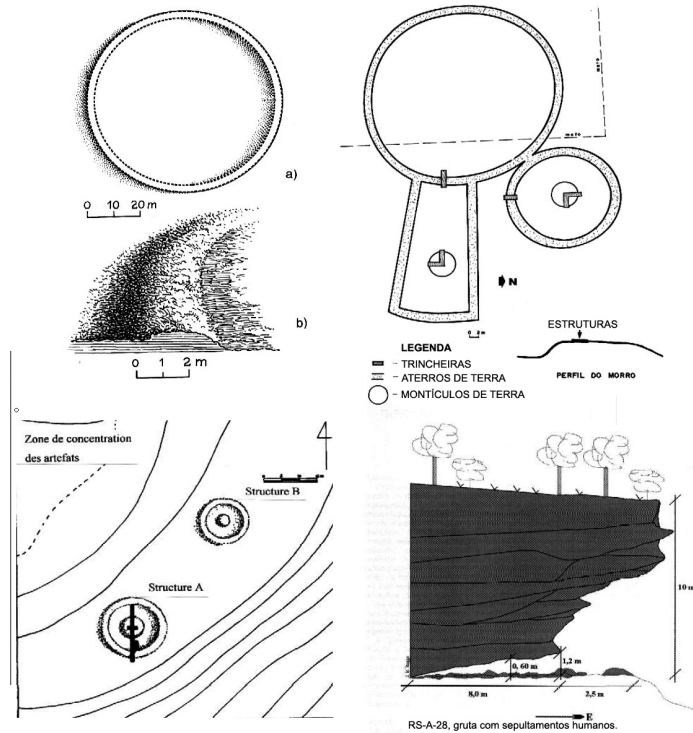 a)
0 10 20 m
b)
0 1 2 m
mato
mato
N
0 2m
LEGENDA
– TRINCHEIRAS
– ATERROS DE TERRA
– MONTÍCULOS DE TERRA
ESTRUTURAS
PERFIL DO MORRO
Zone de concentration
des artefats
Structure B
Structure A
10 m
0, 60 m
1,2 m
8,0 m
2,5 m
E
RS-A-28, gruta com sepultamentos humanos.